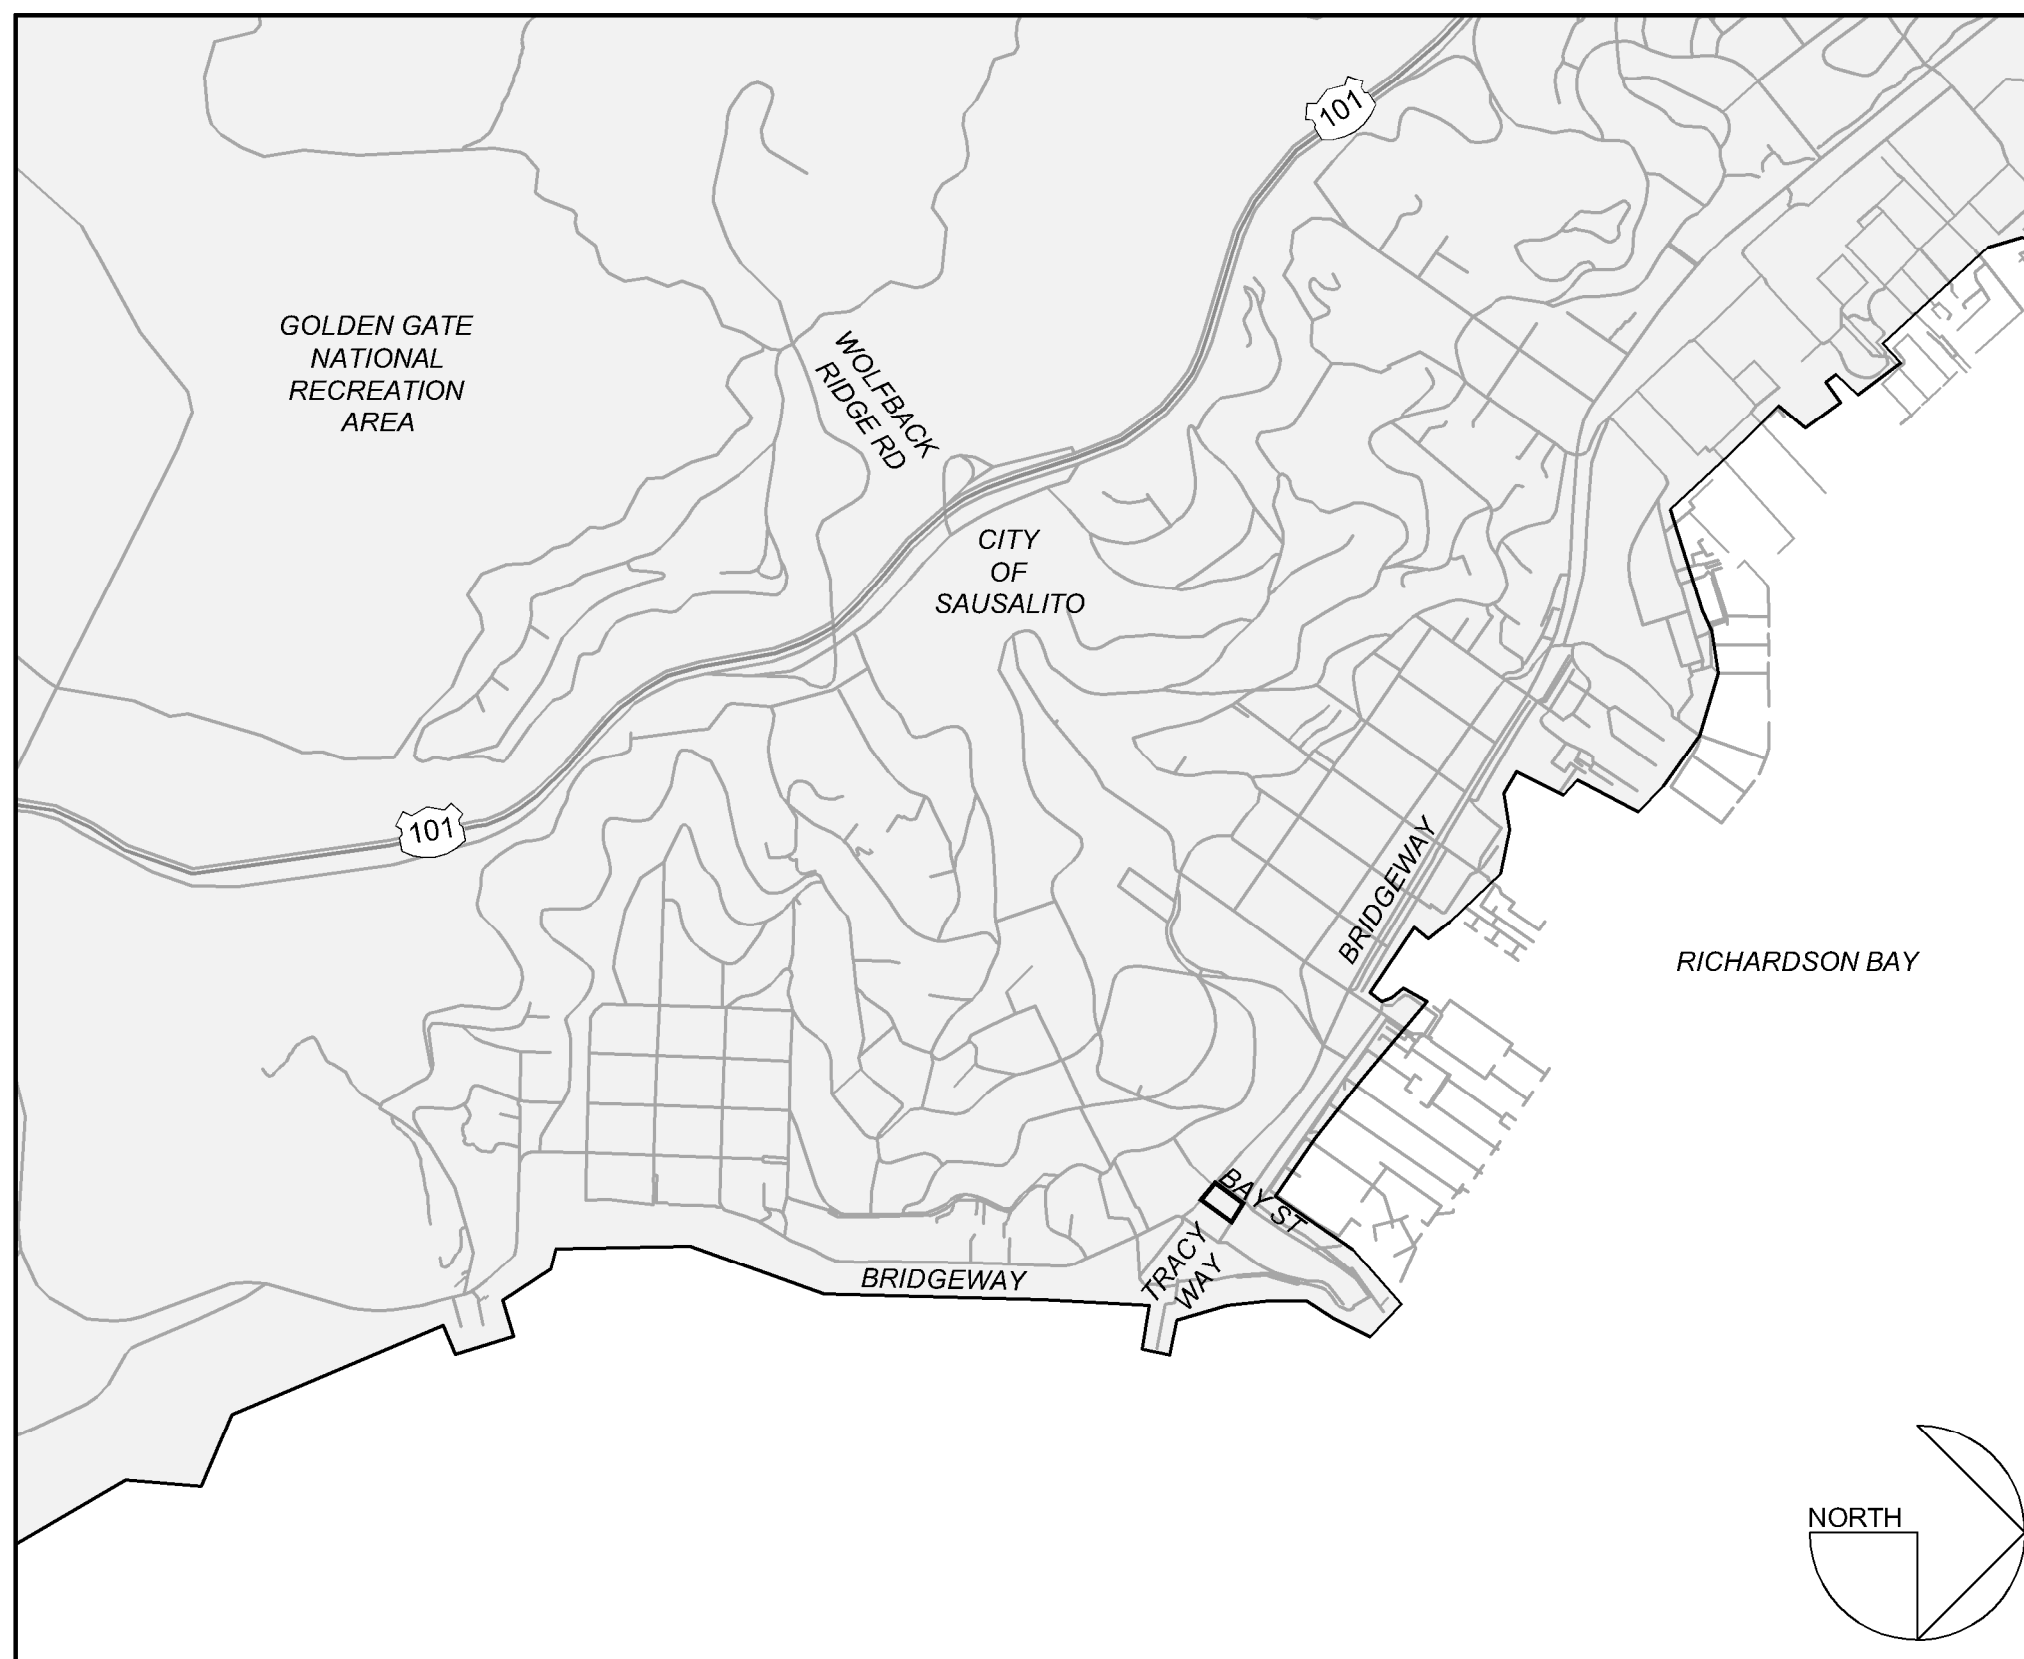 101
GOLDEN GATE
NATIONAL
RECREATION
AREA
WOLFBACK
RIDGE RD
CITY
OF
SAUSALITO
101
BRIDGEWAY
RICHARDSON BAY
BAY ST
TRACY
WAY
BRIDGEWAY
NORTH